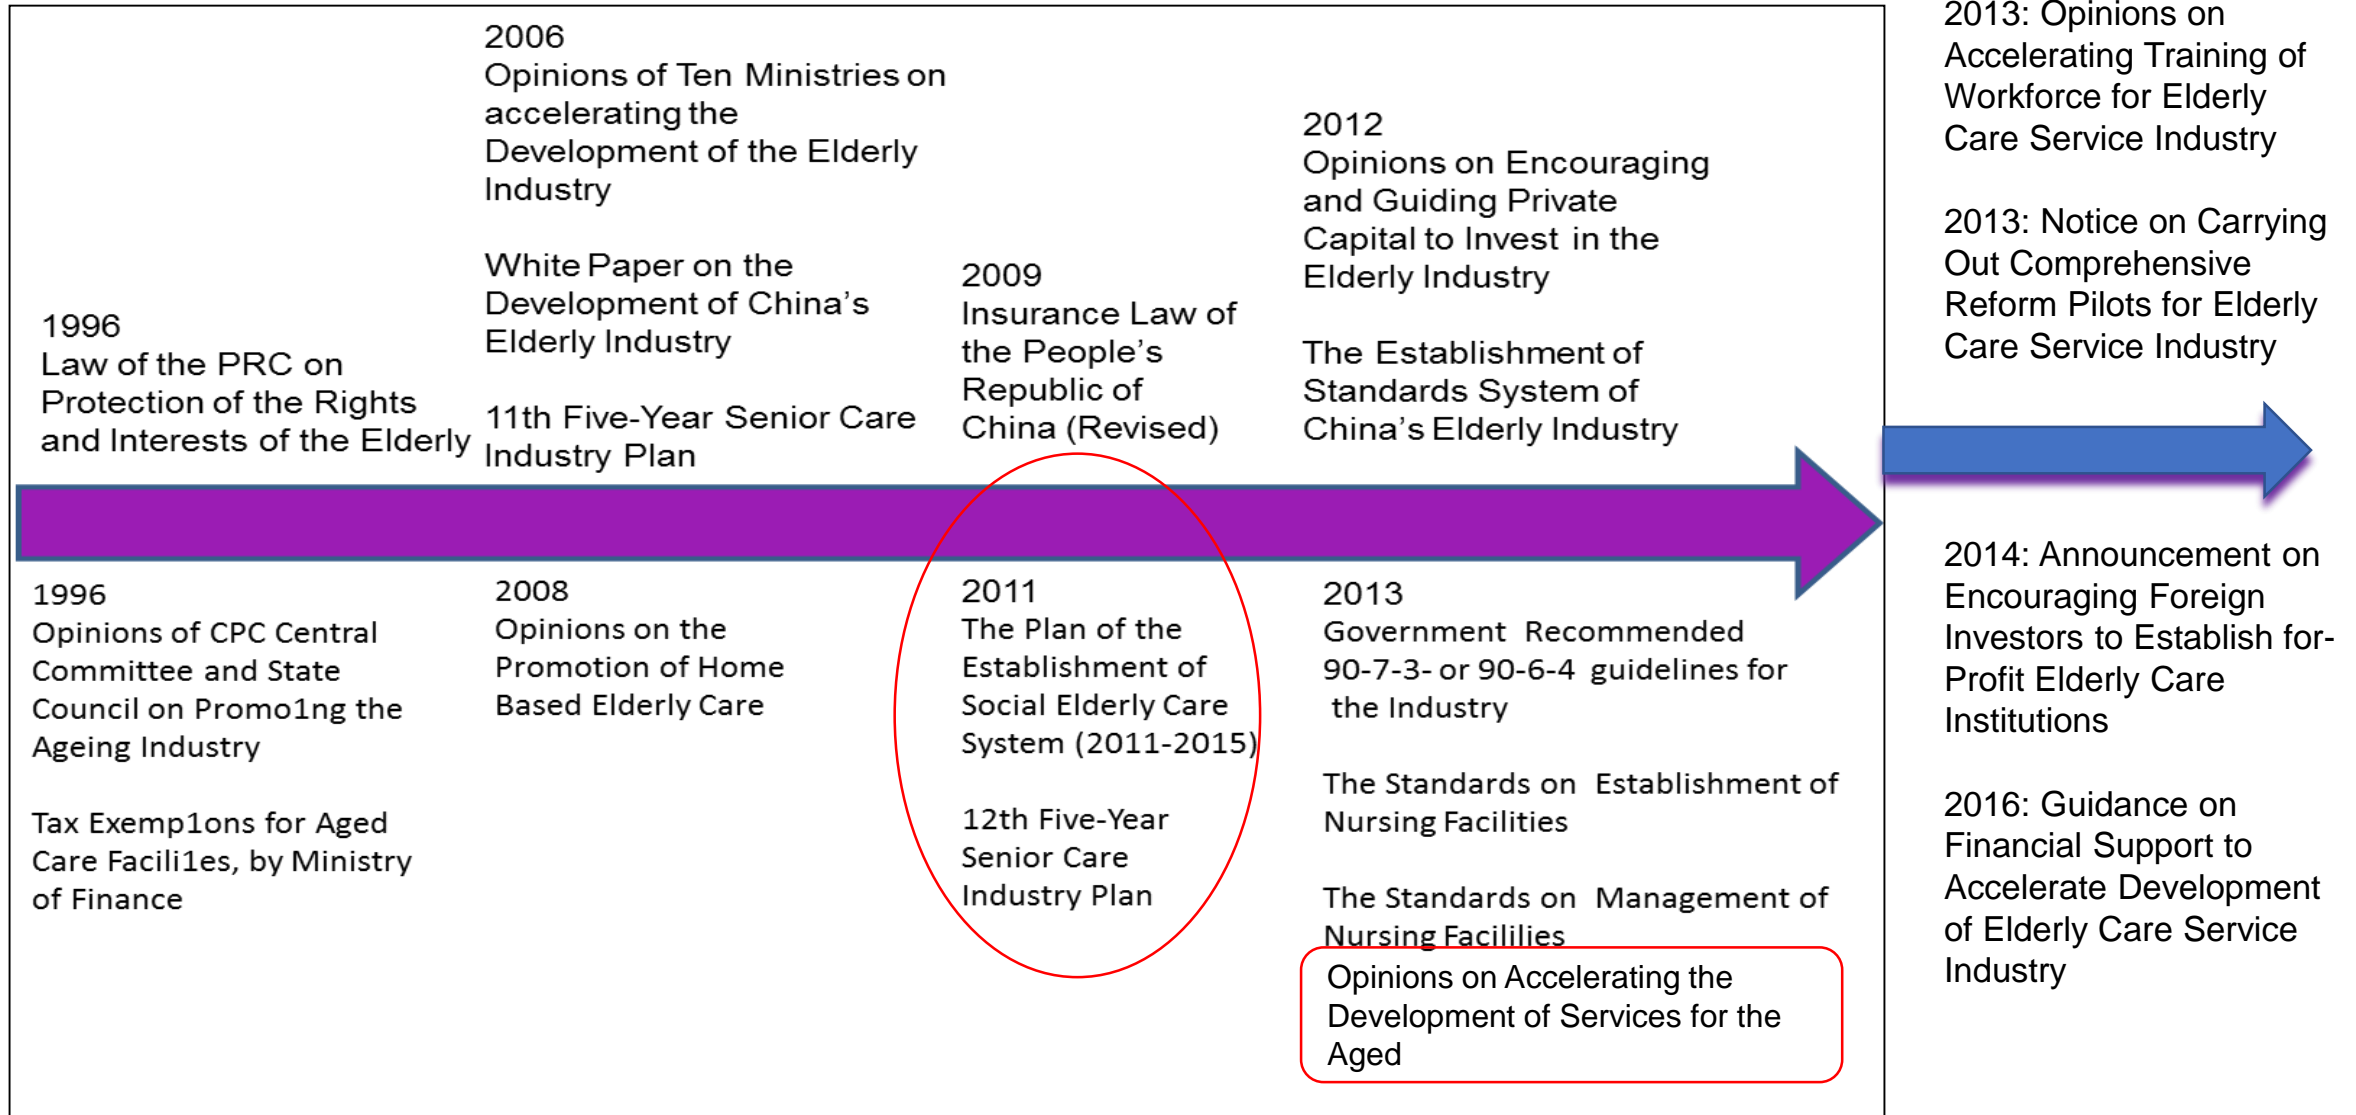 1996
Law of the PRC on
Protection of the Rights
and Interests of the Elderly
2006
Opinions of Ten Ministries on
accelerating the
Development of the Elderly
Industry
White Paper on the
Development of China's
Elderly Industry
11th Five-Year Senior Care
Industry Plan
2009
Insurance Law of
the People's
Republic of
China (Revised)
2012
Opinions on Encouraging
and Guiding Private
Capital to Invest in the
Elderly Industry
The Establishment of
Standards System of
China's Elderly Industry
1996
Opinions of CPC Central
Committee and State
Council on Promo1ng the
Ageing Industry
Tax Exemp1ons for Aged
Care Facili1es, by Ministry
of Finance
2008
Opinions on the
Promotion of Home
Based Elderly Care
2011
The Plan of the
Establishment of
Social Elderly Care
System (2011-2015)
12th Five-Year
Senior Care
Industry Plan
2013
Government Recommended
90-7-3- or 90-6-4 guidelines for
the Industry
The Standards on Establishment of
Nursing Facilities
The Standards on Management of
Nursing Facililies
Opinions on Accelerating the
Development of Services for the
Aged
2013: Opinions on
Accelerating Training of
Workforce for Elderly
Care Service Industry
2013: Notice on Carrying
Out Comprehensive
Reform Pilots for Elderly
Care Service Industry
2014: Announcement on
Encouraging Foreign
Investors to Establish for-
Profit Elderly Care
Institutions
2016: Guidance on
Financial Support to
Accelerate Development
of Elderly Care Service
Industry